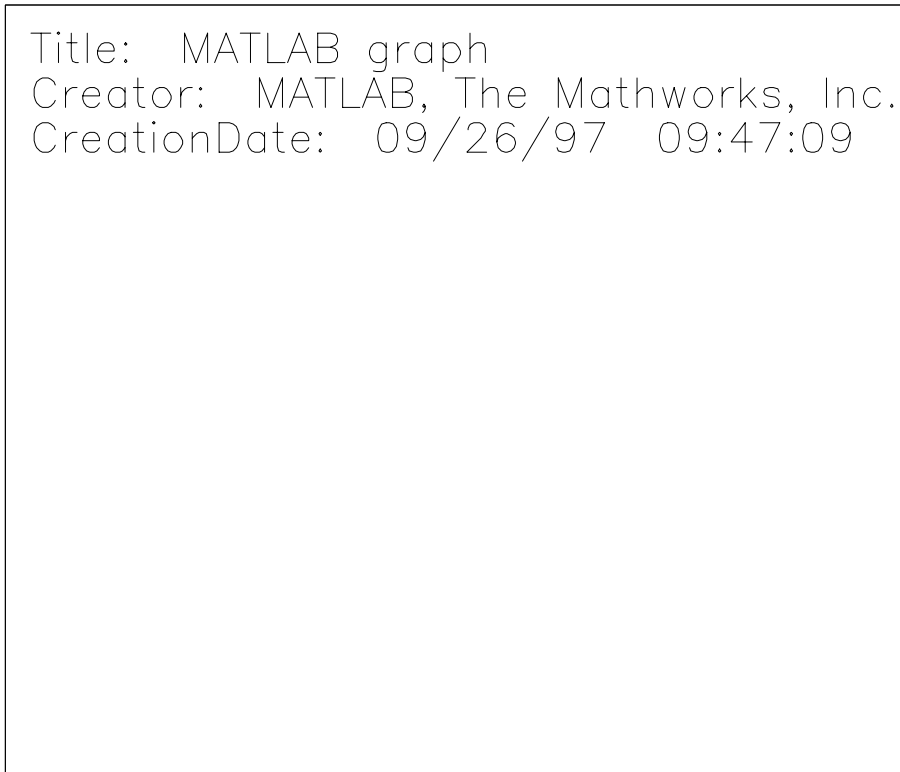 Title: MATLAB graph
Creator: MATLAB, The Mathworks, Inc.
CreationDate: 09/26/97 09:47:09